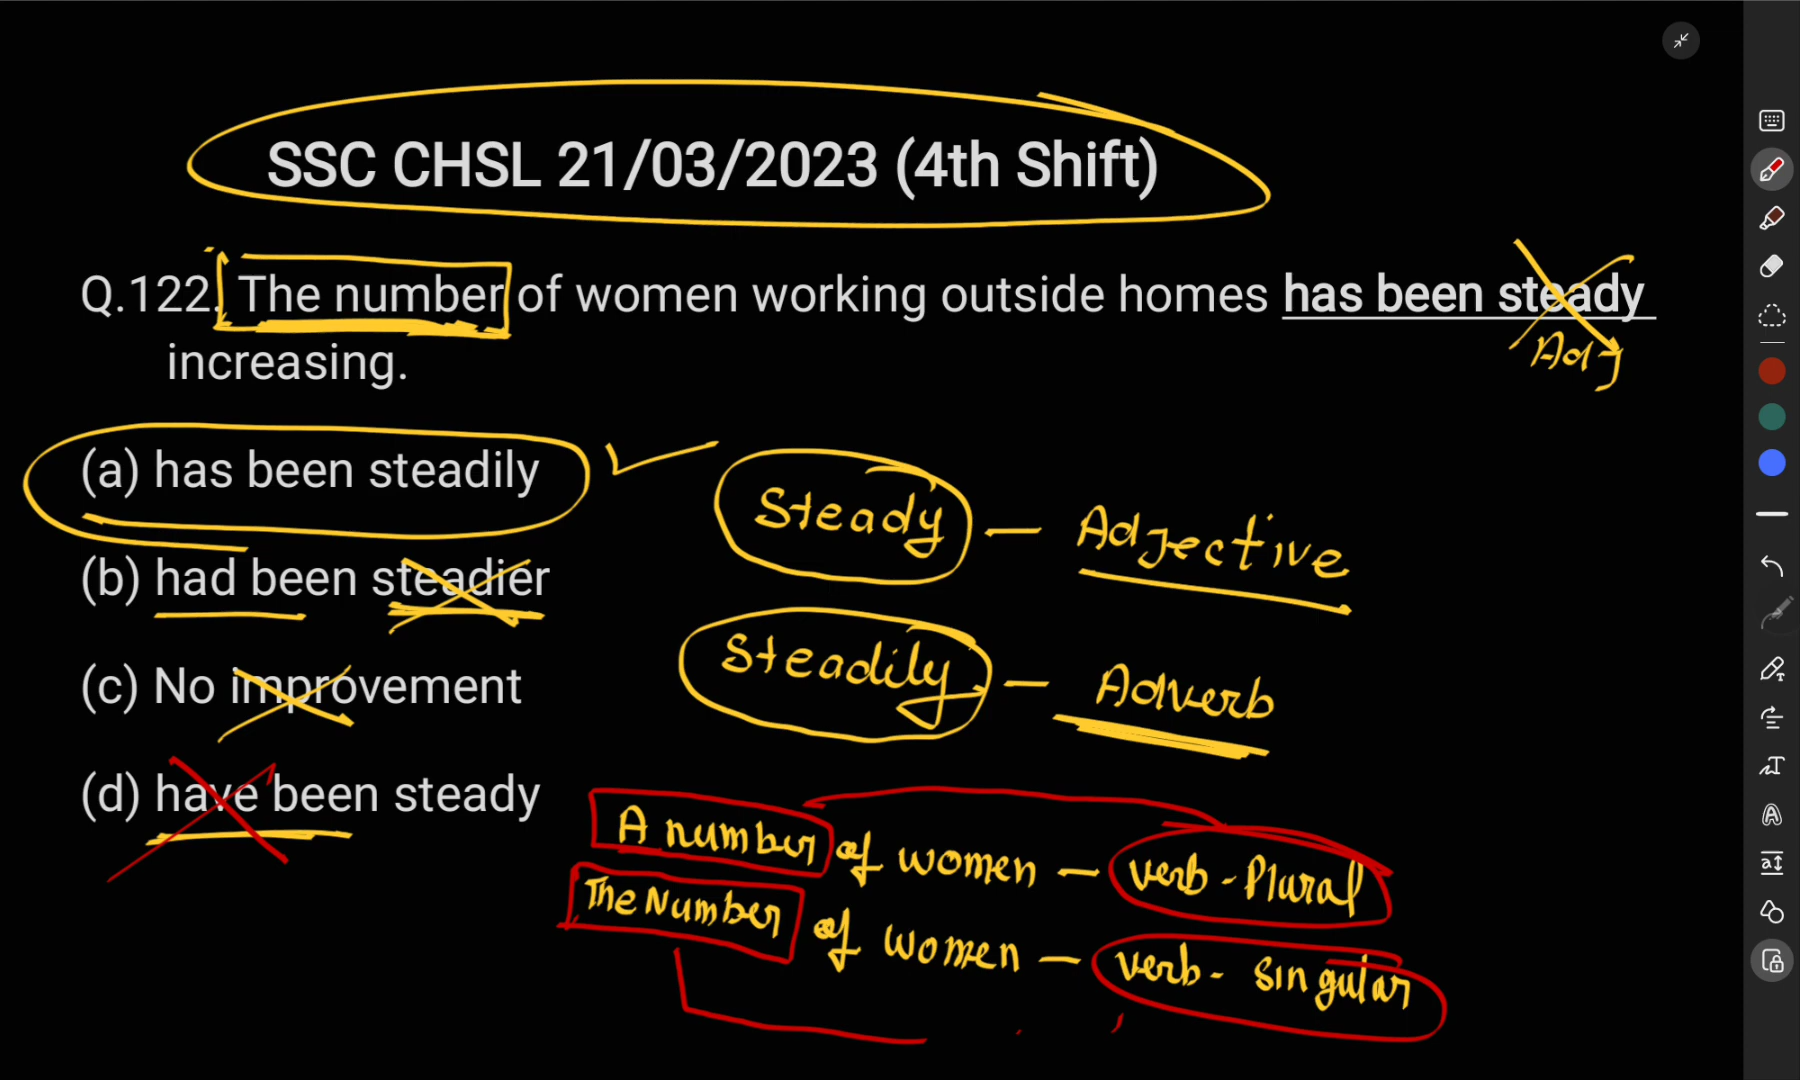 SSC CHSL 21/03/2023 (4th Shift)
Q.122. The number of women working outside homes has been steady
Adj
increasing.
(a) has been steadily
Steady — Adjective
(b) had been steadier
Steadily — Adverb
(c) No improvement
(d) have been steady
A number of women — verb - Plural
The Number of women — verb - singular